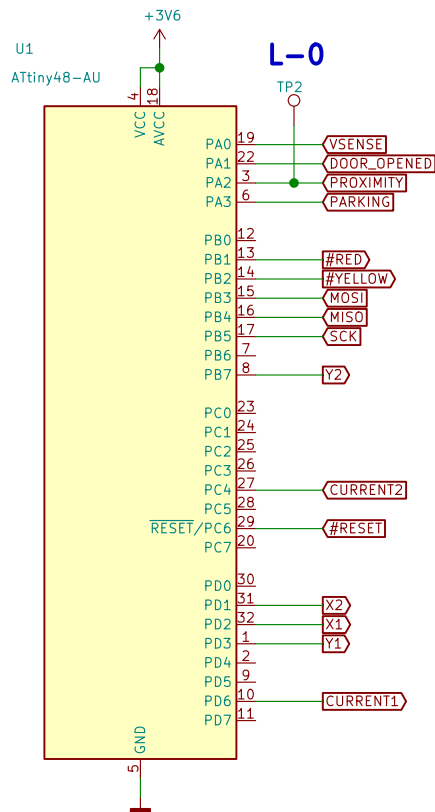 +3V6
U1
L-0
ATtiny48-AU
TP2
4
18
VCC
AVCC
PA0 19 VSENSE
PA1 22 DOOR_OPENED
PA2 3 PROXIMITY
PA3 6 PARKING
PB0 12
PB1 13 #RED
PB2 14 #YELLOW
PB3 15 MOSI
PB4 16 MISO
PB5 17 SCK
PB6 7
PB7 8 Y2
PC0 23
PC1 24
PC2 25
PC3 26
PC4 27 CURRENT2
PC5 28
RESET/PC6 29 #RESET
PC7 20
PD0 30
PD1 31 X2
PD2 32 X1
PD3 1 Y1
PD4 2
PD5 9
PD6 10 CURRENT1
PD7 11
GND
5